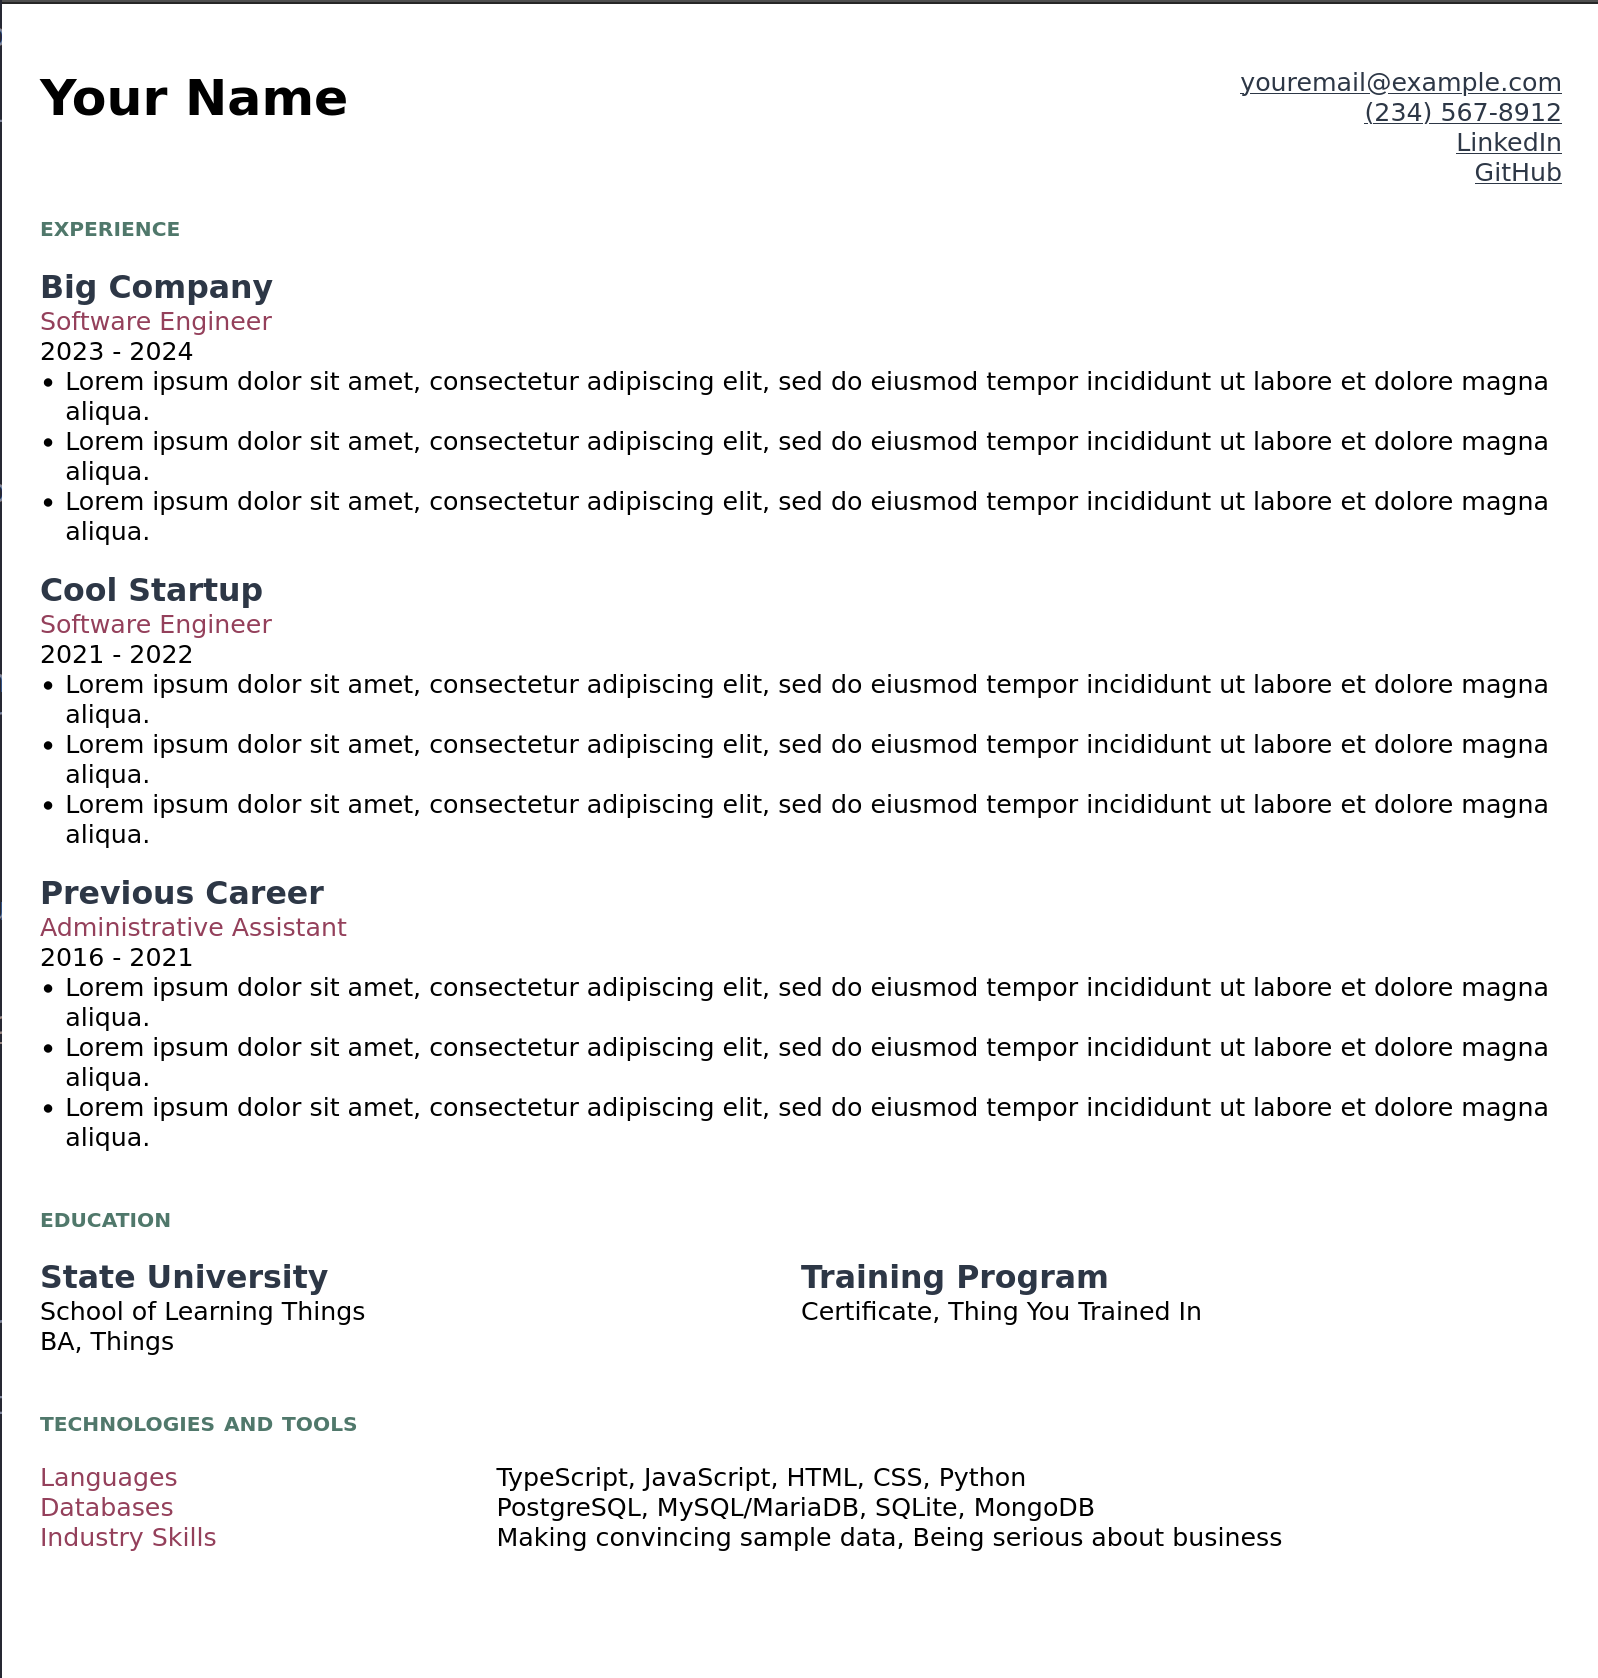 Your Name
youremail@example.com
(234) 567-8912
LinkedIn
GitHub
EXPERIENCE
Big Company
Software Engineer
2023 - 2024
• Lorem ipsum dolor sit amet, consectetur adipiscing elit, sed do eiusmod tempor incididunt ut labore et dolore magna
aliqua.
• Lorem ipsum dolor sit amet, consectetur adipiscing elit, sed do eiusmod tempor incididunt ut labore et dolore magna
aliqua.
• Lorem ipsum dolor sit amet, consectetur adipiscing elit, sed do eiusmod tempor incididunt ut labore et dolore magna
aliqua.
Cool Startup
Software Engineer
2021 - 2022
• Lorem ipsum dolor sit amet, consectetur adipiscing elit, sed do eiusmod tempor incididunt ut labore et dolore magna
aliqua.
• Lorem ipsum dolor sit amet, consectetur adipiscing elit, sed do eiusmod tempor incididunt ut labore et dolore magna
aliqua.
• Lorem ipsum dolor sit amet, consectetur adipiscing elit, sed do eiusmod tempor incididunt ut labore et dolore magna
aliqua.
Previous Career
Administrative Assistant
2016 - 2021
• Lorem ipsum dolor sit amet, consectetur adipiscing elit, sed do eiusmod tempor incididunt ut labore et dolore magna
aliqua.
• Lorem ipsum dolor sit amet, consectetur adipiscing elit, sed do eiusmod tempor incididunt ut labore et dolore magna
aliqua.
• Lorem ipsum dolor sit amet, consectetur adipiscing elit, sed do eiusmod tempor incididunt ut labore et dolore magna
aliqua.
EDUCATION
State University
School of Learning Things
BA, Things
Training Program
Certificate, Thing You Trained In
TECHNOLOGIES AND TOOLS
Languages TypeScript, JavaScript, HTML, CSS, Python
Databases PostgreSQL, MySQL/MariaDB, SQLite, MongoDB
Industry Skills Making convincing sample data, Being serious about business